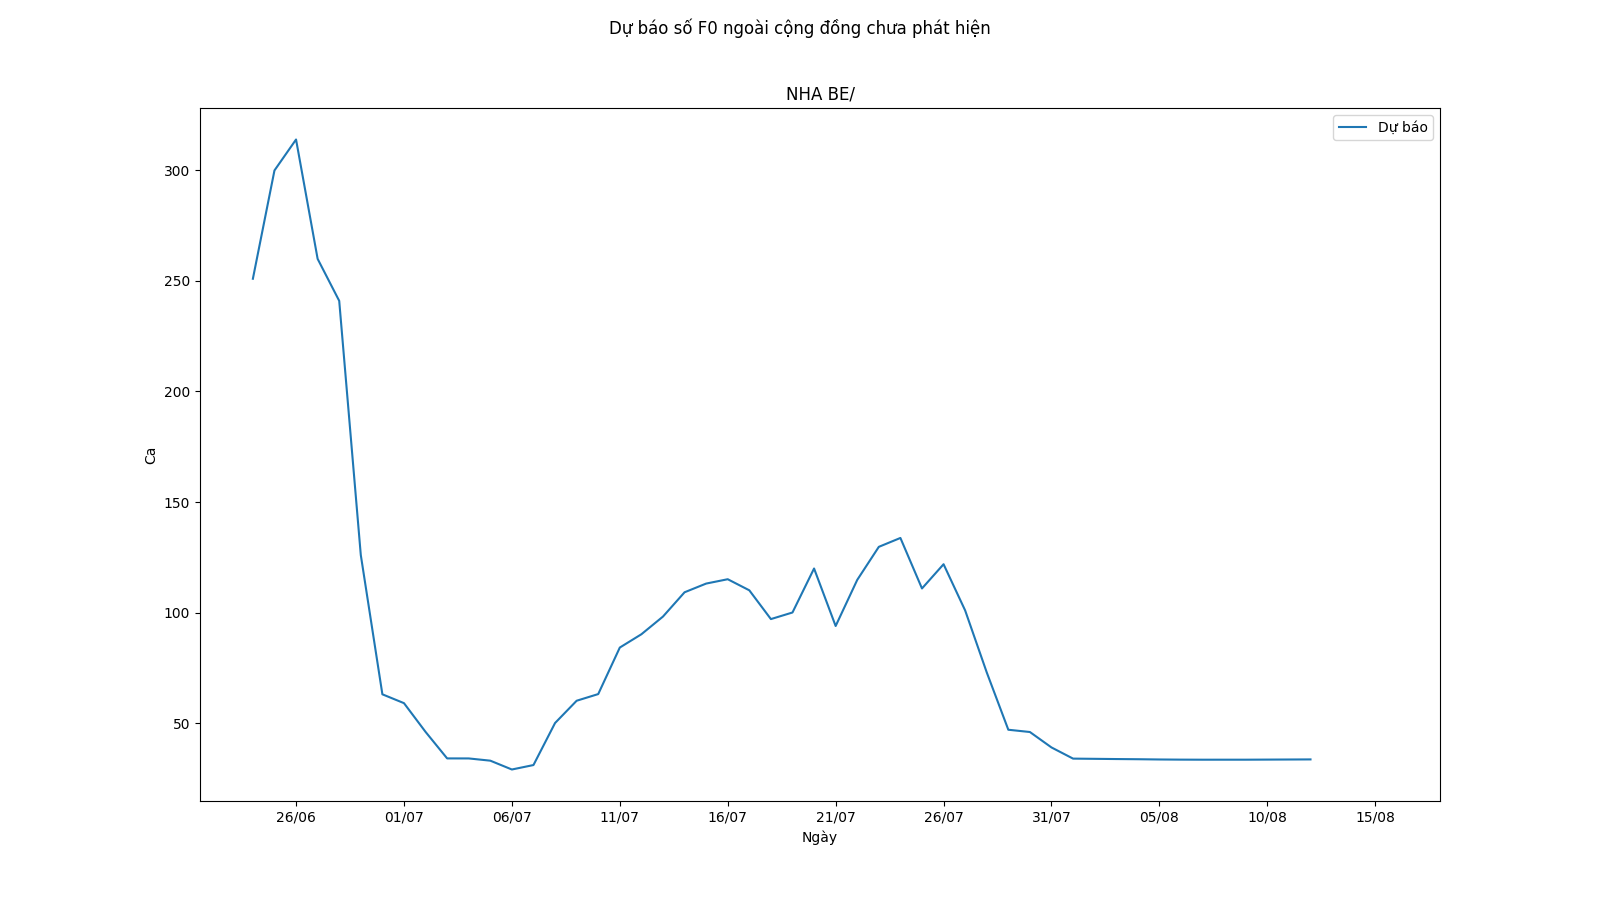 Dự báo số F0 ngoài cộng đồng chưa phát hiện
NHA BE/
Dự báo
300
250
200
150
100
50
Ca
26/06 01/07 06/07 11/07 16/07 21/07 26/07 31/07 05/08 10/08 15/08
Ngày